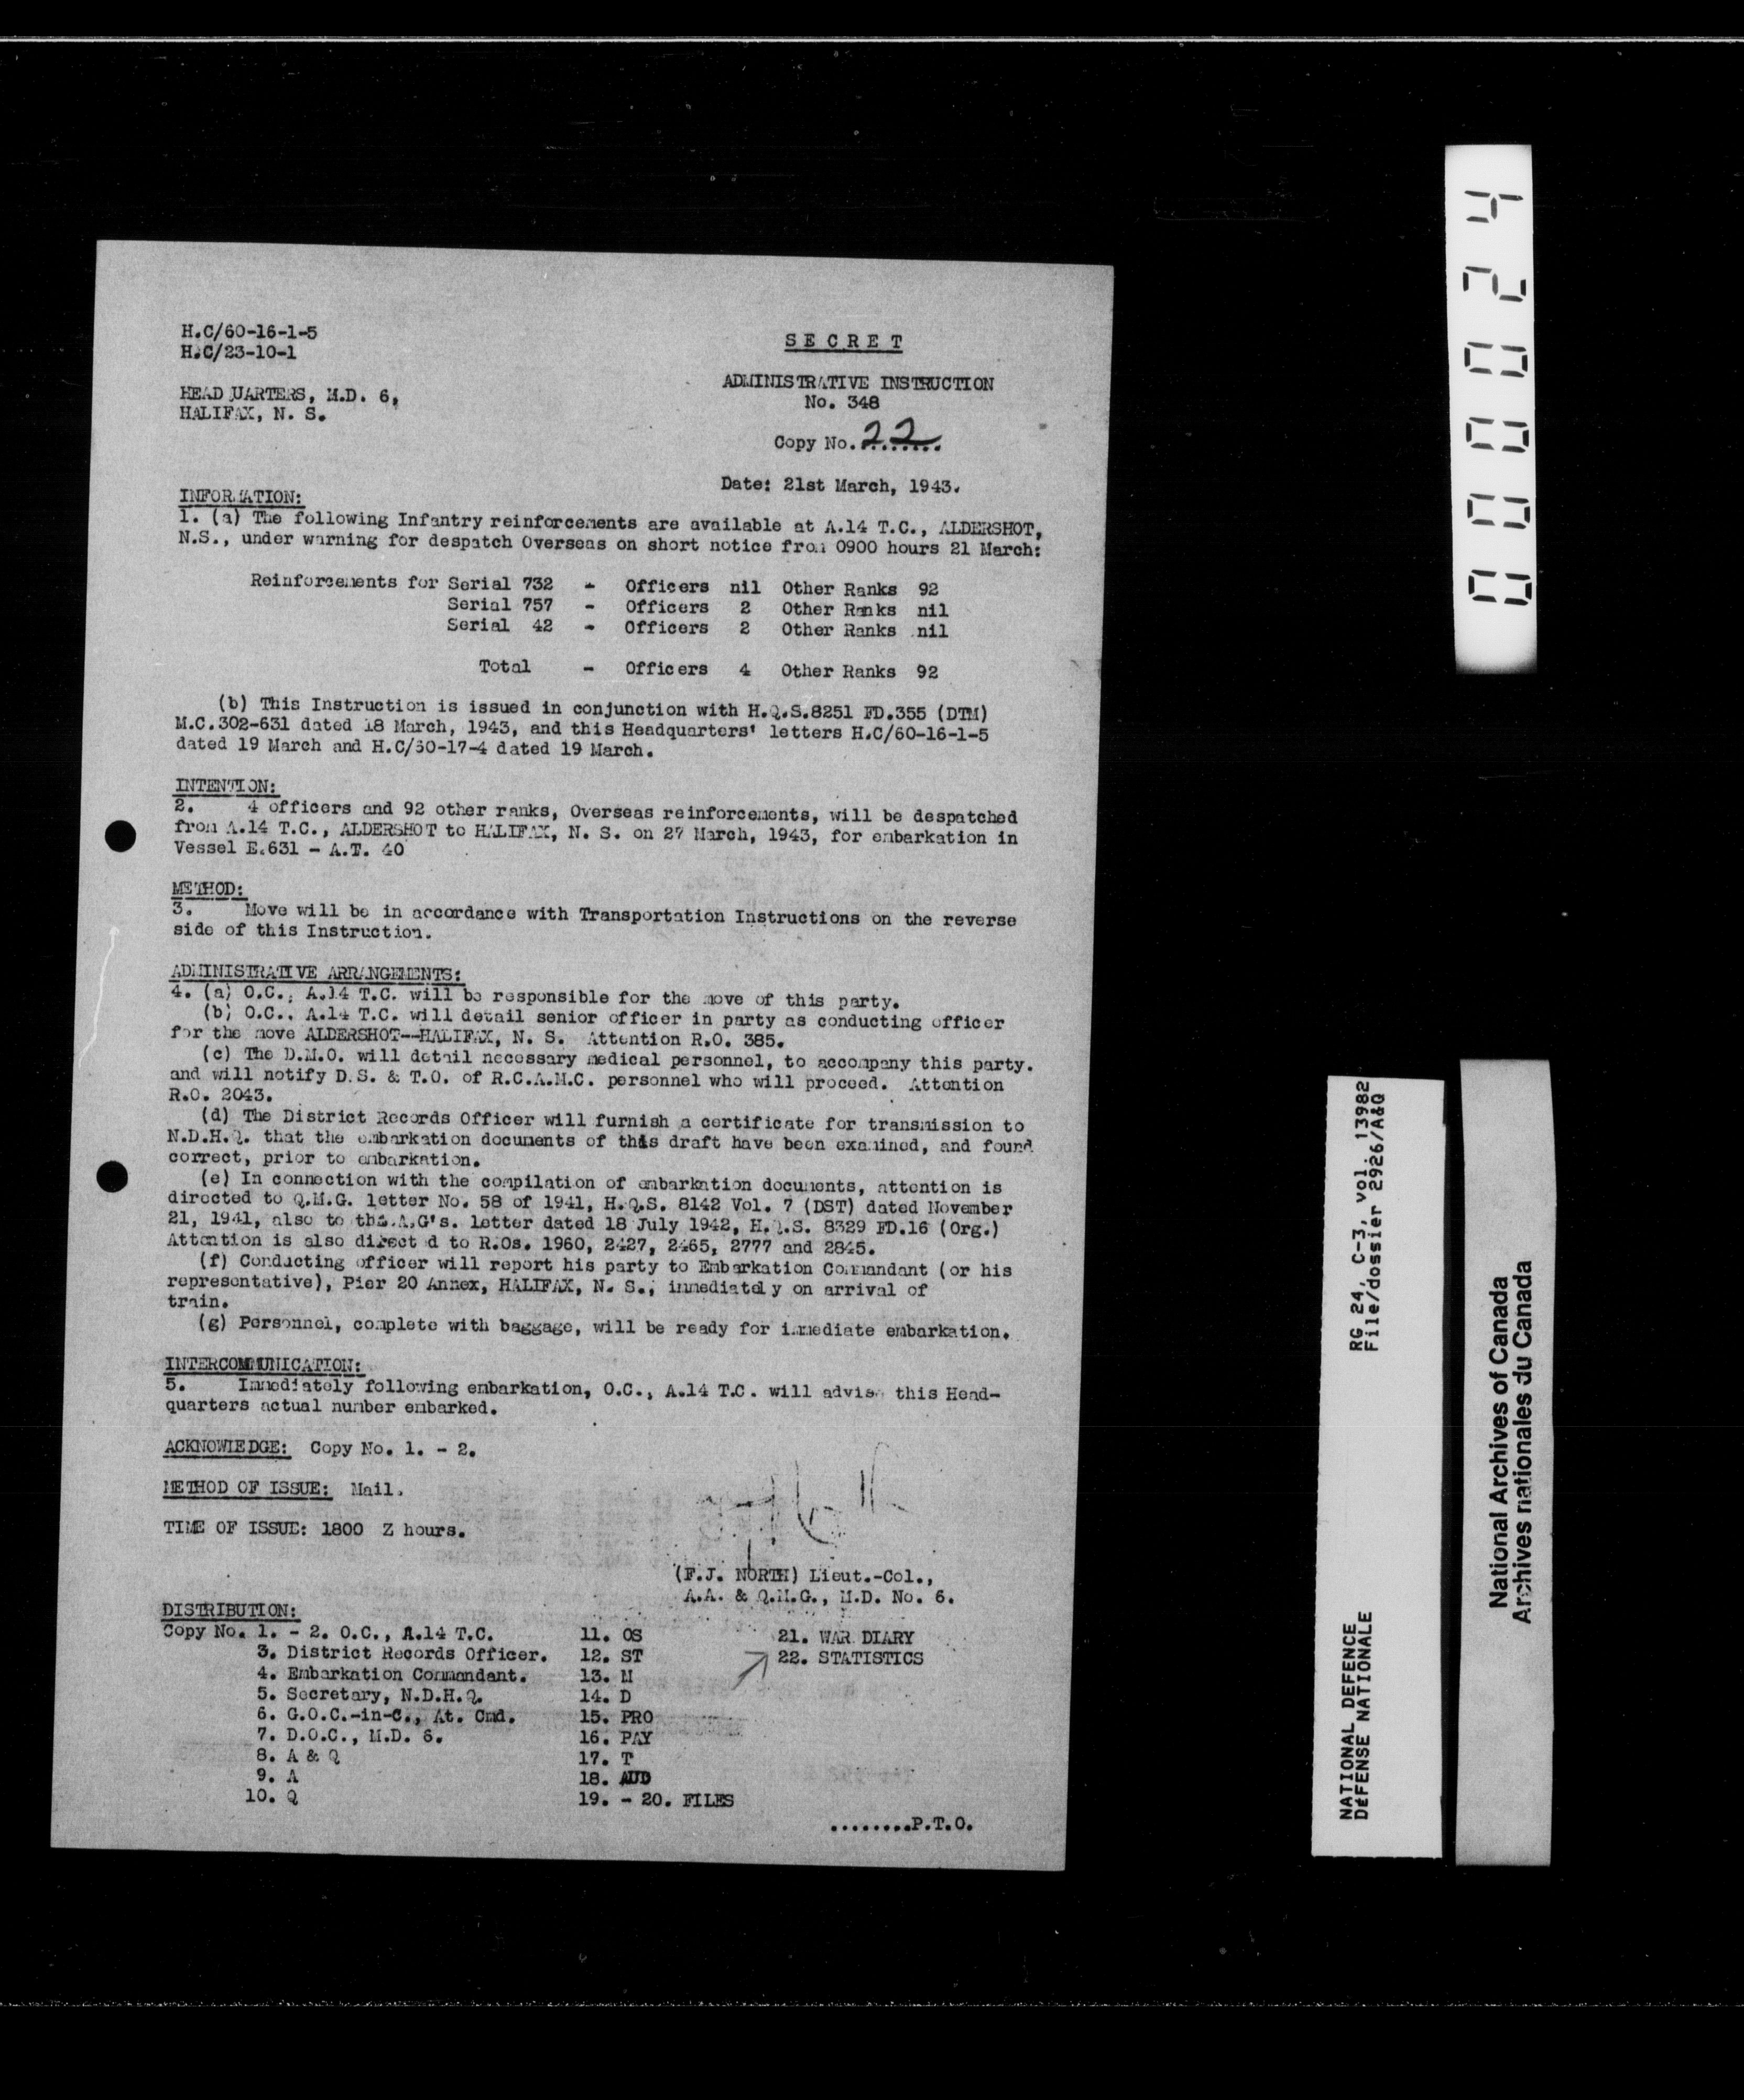 H.C/60-16-1-5
H.C/23-10-1
SECRET
HEAD UARTERS, M.D. 6,
HALIFAX, N. S.
ADMINISTRATIVE INSTRUCTION
No. 348
Copy No. 22
Date: 21st March, 1943.
INFORMATION:
1. (a) The following Infantry reinforcements are available at A.14 T.C., ALDERSHOT,
N.S., under warning for despatch Overseas on short notice from 0900 hours 21 March:
Reinforcements for Serial 732 - Officers nil Other Ranks 92
Serial 757 - Officers 2 Other Ranks nil
Serial 42 - Officers 2 Other Ranks nil
Total - Officers 4 Other Ranks 92
(b) This Instruction is issued in conjunction with H.Q.S.8251 FD.355 (DTM)
M.C.302-631 dated 18 March, 1943, and this Headquarters' letters H.C/60-16-1-5
dated 19 March and H.C/60-17-4 dated 19 March.
INTENTION:
2. 4 officers and 92 other ranks, Overseas reinforcements, will be despatched
from A.14 T.C., ALDERSHOT to HALIFAX, N. S. on 27 March, 1943, for embarkation in
Vessel E.631 - A.T. 40
METHOD:
3. Move will be in accordance with Transportation Instructions on the reverse
side of this Instruction.
ADMINISTRATIVE ARRANGEMENTS:
4. (a) O.C., A.14 T.C. will be responsible for the move of this party.
(b) O.C., A.14 T.C. will detail senior officer in party as conducting officer
for the move ALDERSHOT--HALIFAX, N. S. Attention R.O. 385.
(c) The D.M.O. will detail necessary medical personnel, to accompany this party.
and will notify D.S. & T.O. of R.C.A.M.C. personnel who will proceed. Attention
R.O. 2043.
(d) The District Records Officer will furnish a certificate for transmission to
N.D.H.Q. that the embarkation documents of this draft have been examined, and found
correct, prior to embarkation.
(e) In connection with the compilation of embarkation documents, attention is
directed to Q.M.G. letter No. 58 of 1941, H.Q.S. 8142 Vol. 7 (DST) dated November
21, 1941, also to the A.G's. letter dated 18 July 1942, H.Q.S. 8329 FD.16 (Org.)
Attention is also direct d to R.Os. 1960, 2427, 2465, 2777 and 2845.
(f) Conducting officer will report his party to Embarkation Commandant (or his
representative), Pier 20 Annex, HALIFAX, N. S., immediately on arrival of
train.
(g) Personnel, complete with baggage, will be ready for immediate embarkation.
INTERCOMMUNICATION:
5. Immediately following embarkation, O.C., A.14 T.C. will advise this Head-
quarters actual number embarked.
ACKNOWLEDGE: Copy No. 1. - 2.
METHOD OF ISSUE: Mail.
TIME OF ISSUE: 1800 Z hours.
(F.J. NORTH) Lieut.-Col.,
A.A. & Q.M.G., M.D. No. 6.
DISTRIBUTION:
Copy No. 1. - 2. O.C., A.14 T.C.
3. District Records Officer.
4. Embarkation Commandant.
5. Secretary, N.D.H.Q.
6. G.O.C.-in-C., At. Cmd.
7. D.O.C., M.D. 6.
8. A & Q
9. A
10. Q
11. OS
12. ST
13. M
14. D
15. PRO
16. PAY
17. T
18. AUD
19. - 20. FILES
21. WAR DIARY
22. STATISTICS
........P.T.O.
000024
RG 24, C-3, vol. 13982
File/dossier 2926/A&Q
NATIONAL DEFENCE
DéFENSE NATIONALE
National Archives of Canada
Archives nationales du Canada